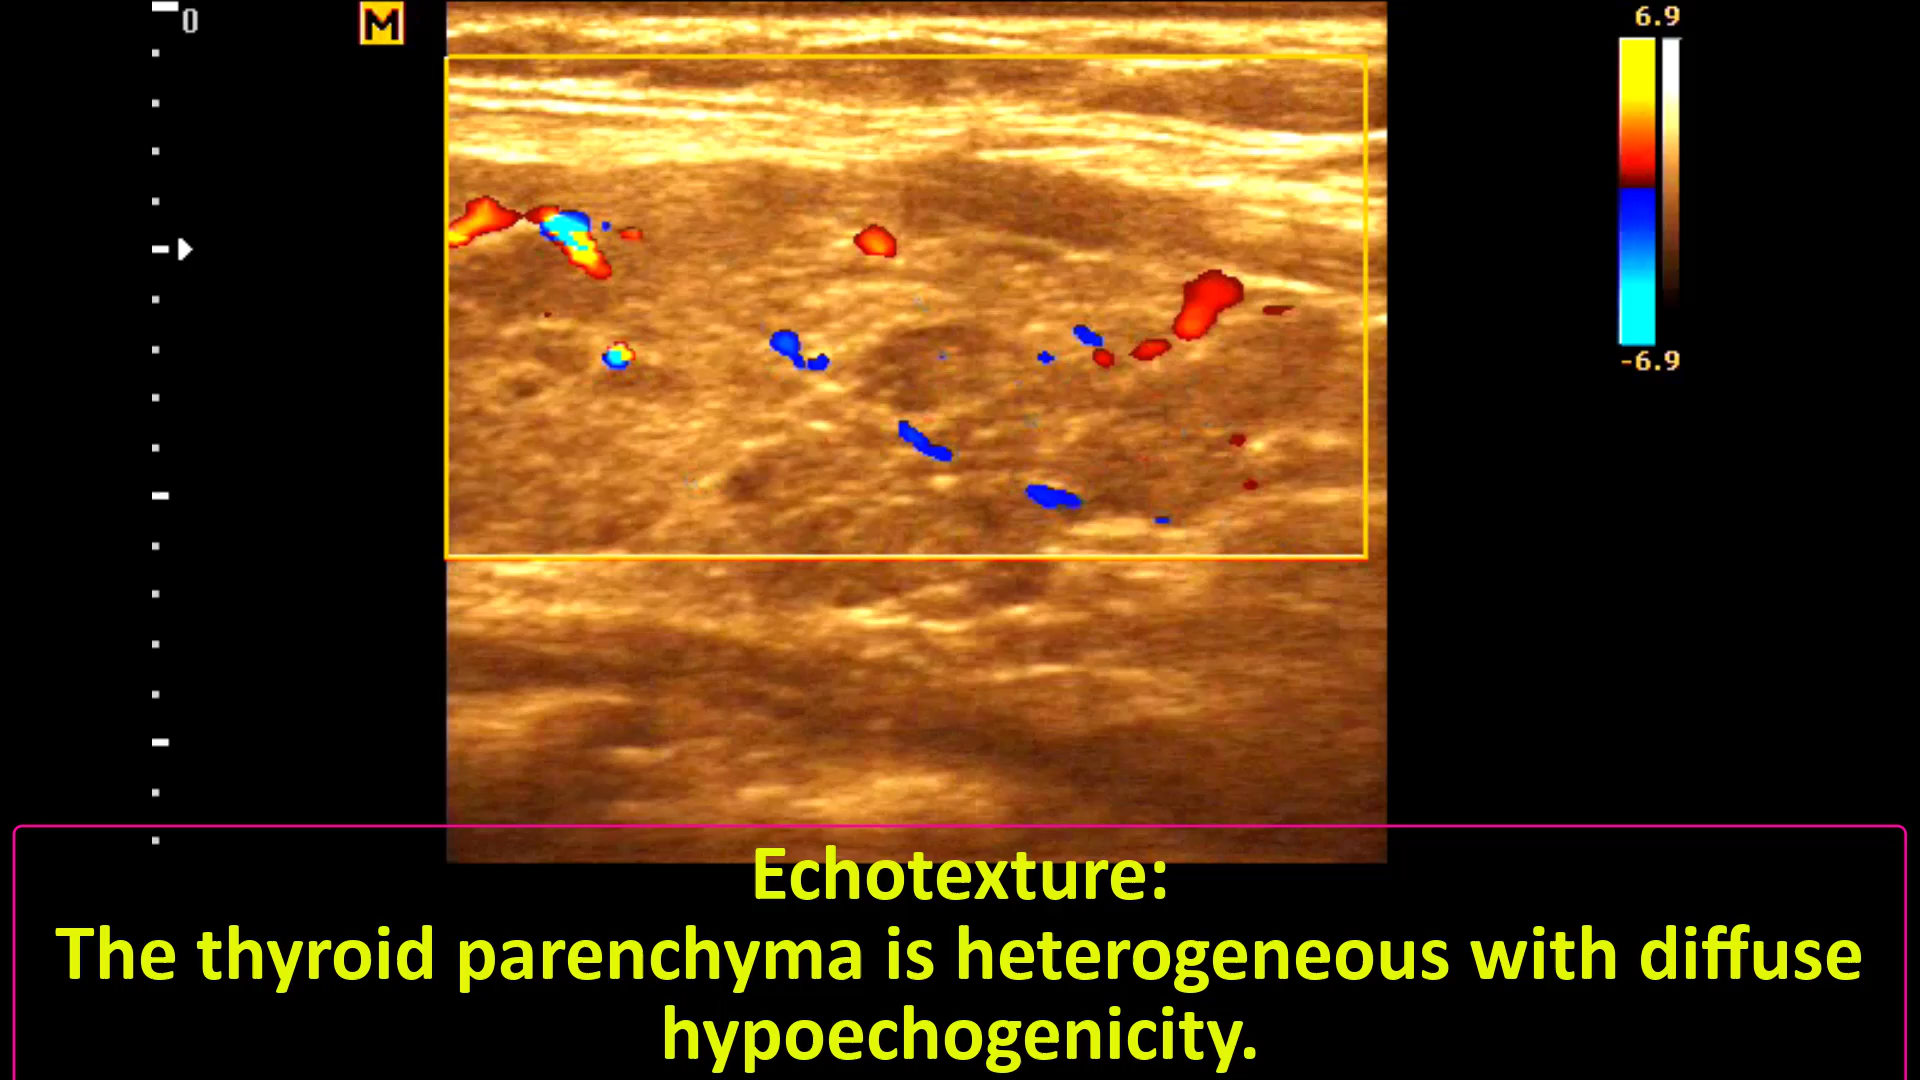 0
M
6.9
-6.9
Echotexture:
The thyroid parenchyma is heterogeneous with diffuse
hypoechogenicity.